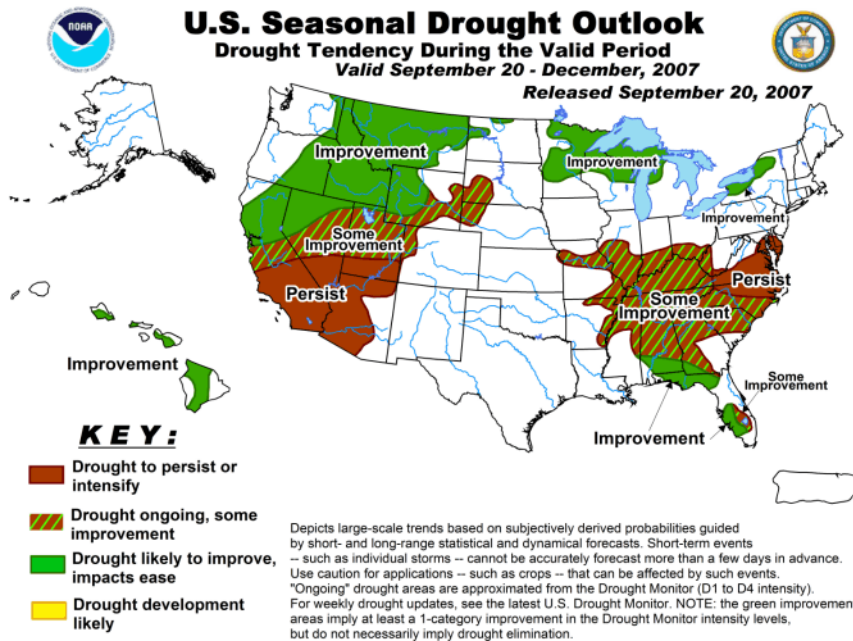 U.S. Seasonal Drought Outlook
Drought Tendency During the Valid Period
Valid September 20 - December, 2007
Released September 20, 2007
NOAA
Improvement
Improvement
Improvement
Some
Improvement
Persist
Persist
Some
Improvement
Improvement
Some
Improvement
Improvement
KEY:
Drought to persist or
intensify
Drought ongoing, some
improvement
Drought likely to improve,
impacts ease
Drought development
likely
Depicts large-scale trends based on subjectively derived probabilities guided
by short- and long-range statistical and dynamical forecasts. Short-term events
-- such as individual storms -- cannot be accurately forecast more than a few days in advance.
Use caution for applications -- such as crops -- that can be affected by such events.
"Ongoing" drought areas are approximated from the Drought Monitor (D1 to D4 intensity).
For weekly drought updates, see the latest U.S. Drought Monitor. NOTE: the green improvement
areas imply at least a 1-category improvement in the Drought Monitor intensity levels,
but do not necessarily imply drought elimination.